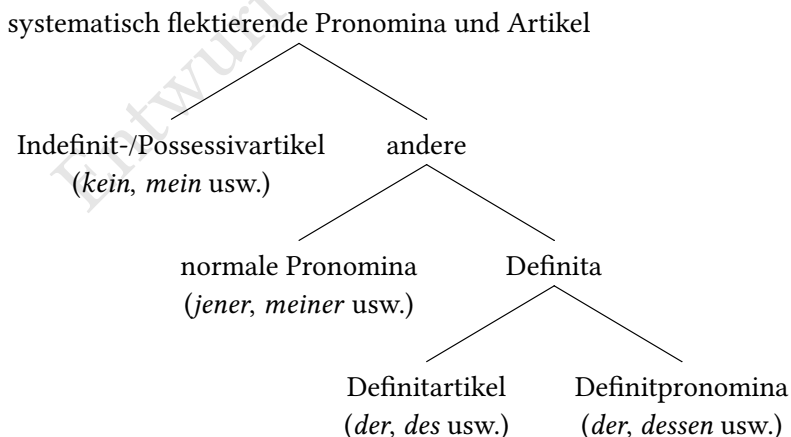 systematisch flektierende Pronomina und Artikel
Indefinit-/Possessivartikel andere
(kein, mein usw.)
normale Pronomina Definita
(jener, meiner usw.)
Definitartikel Definitpronomina
(der, des usw.) (der, dessen usw.)
Entwurf